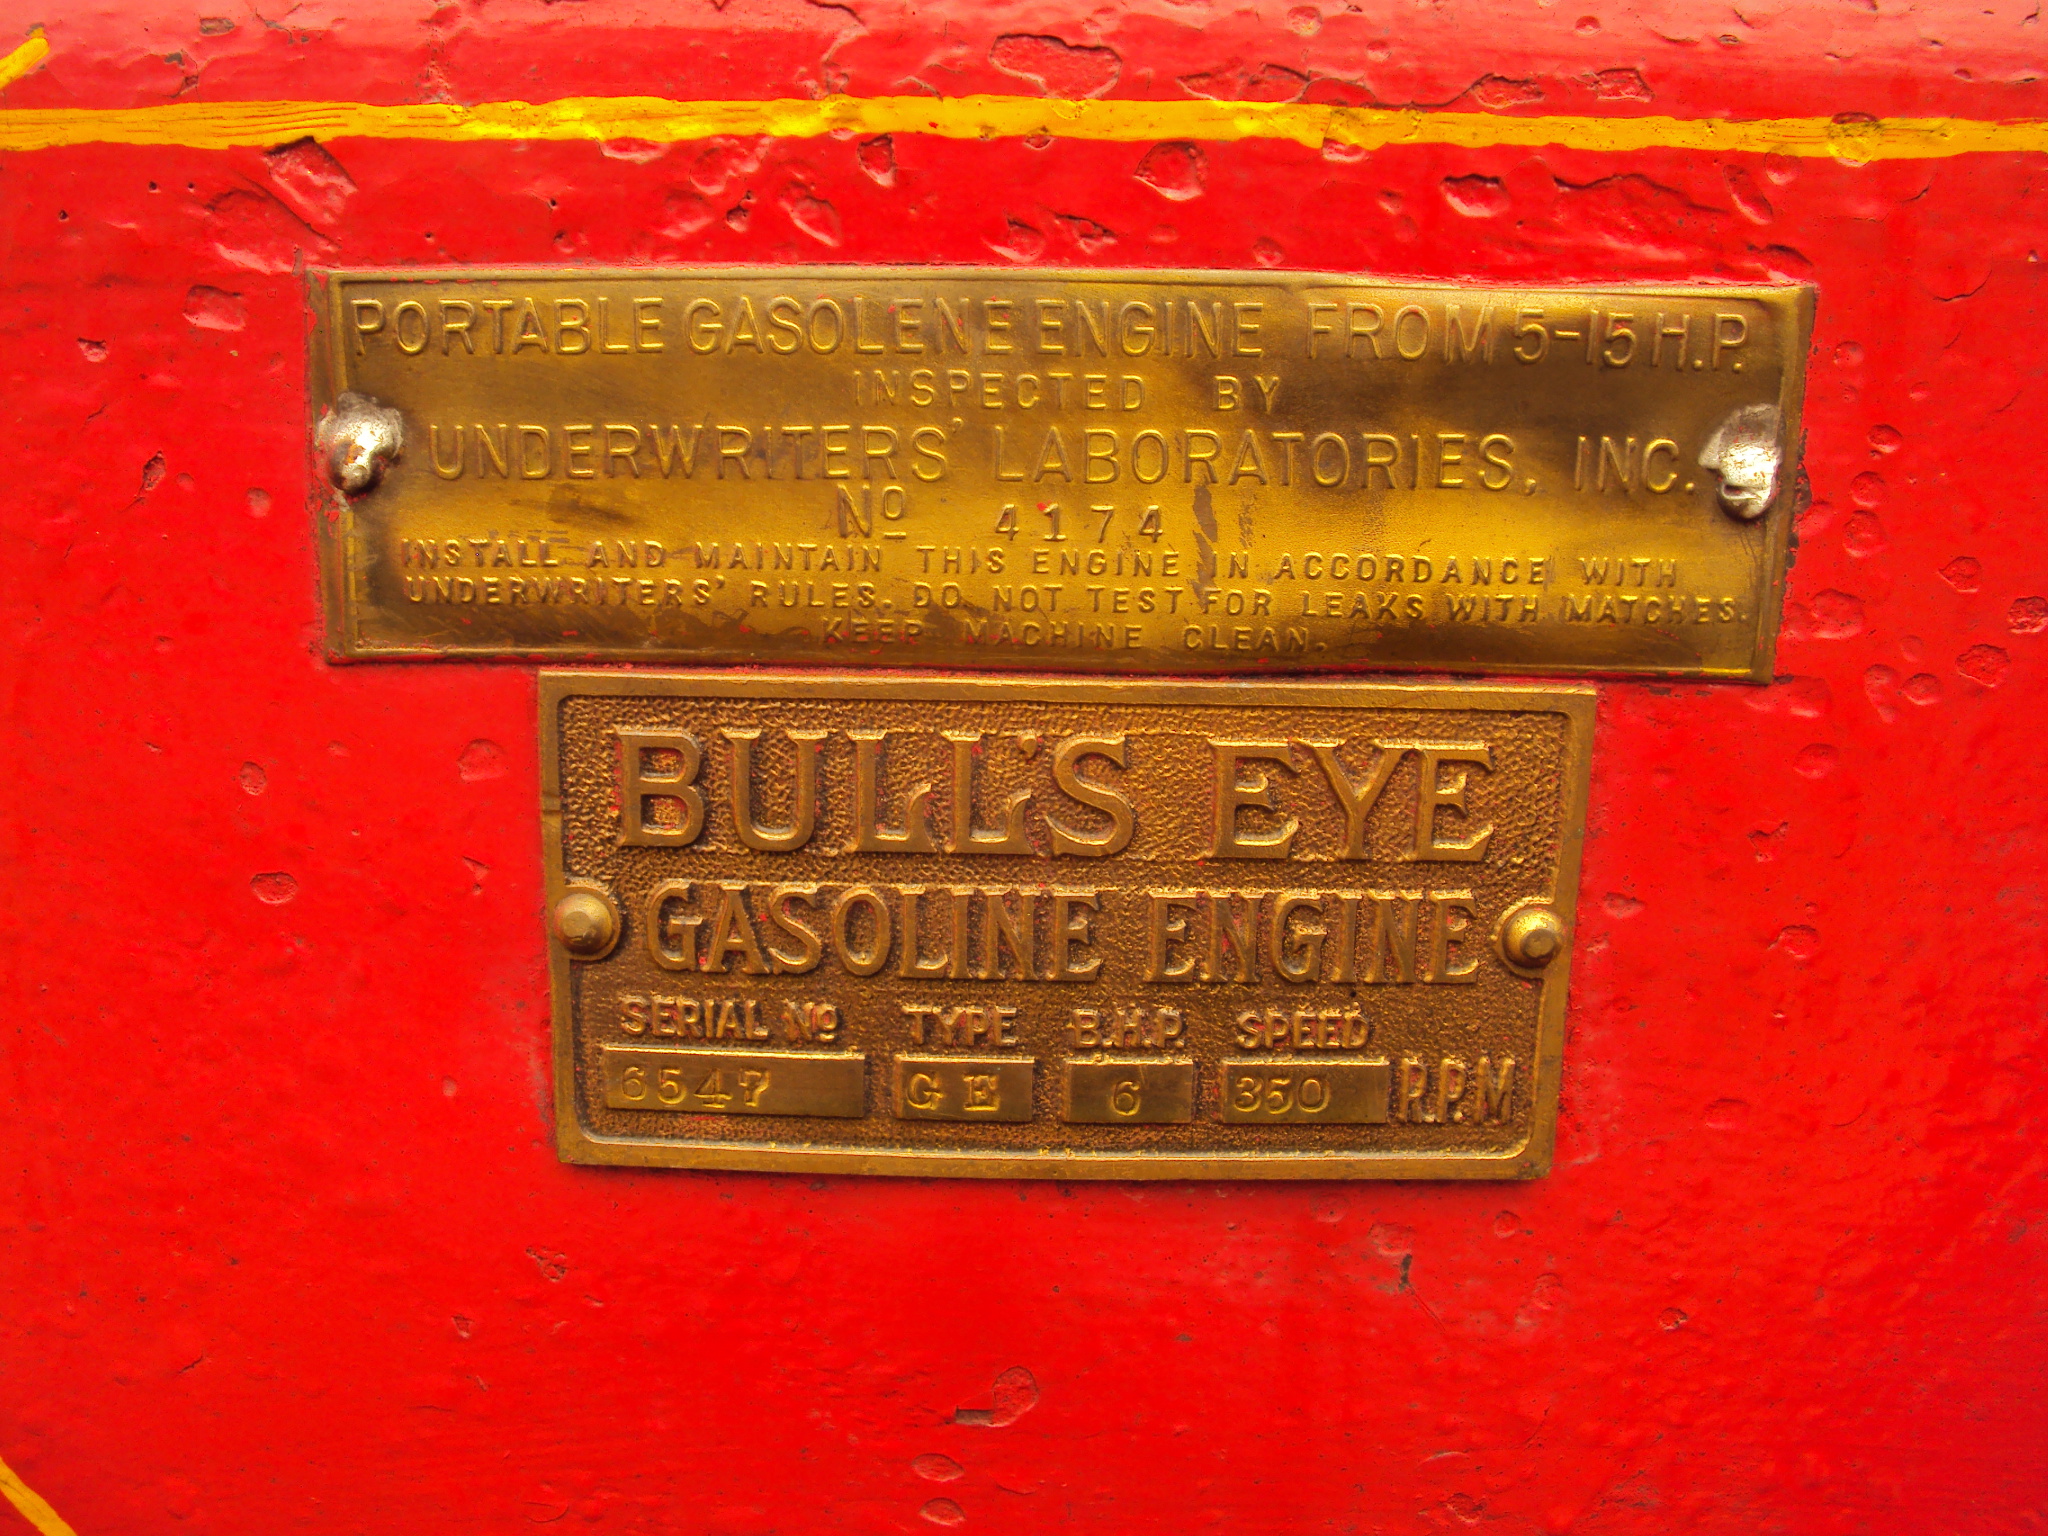 PORTABLE GASOLENE ENGINE FROM 5-15 H.P.
INSPECTED BY
UNDERWRITERS' LABORATORIES, INC.
Nº 4174
INSTALL AND MAINTAIN THIS ENGINE IN ACCORDANCE WITH
UNDERWRITERS' RULES. DO NOT TEST FOR LEAKS WITH MATCHES.
KEEP MACHINE CLEAN.
BULL'S EYE
GASOLINE ENGINE
SERIAL Nº TYPE B.H.P. SPEED
6547 GE 6 350 R.P.M